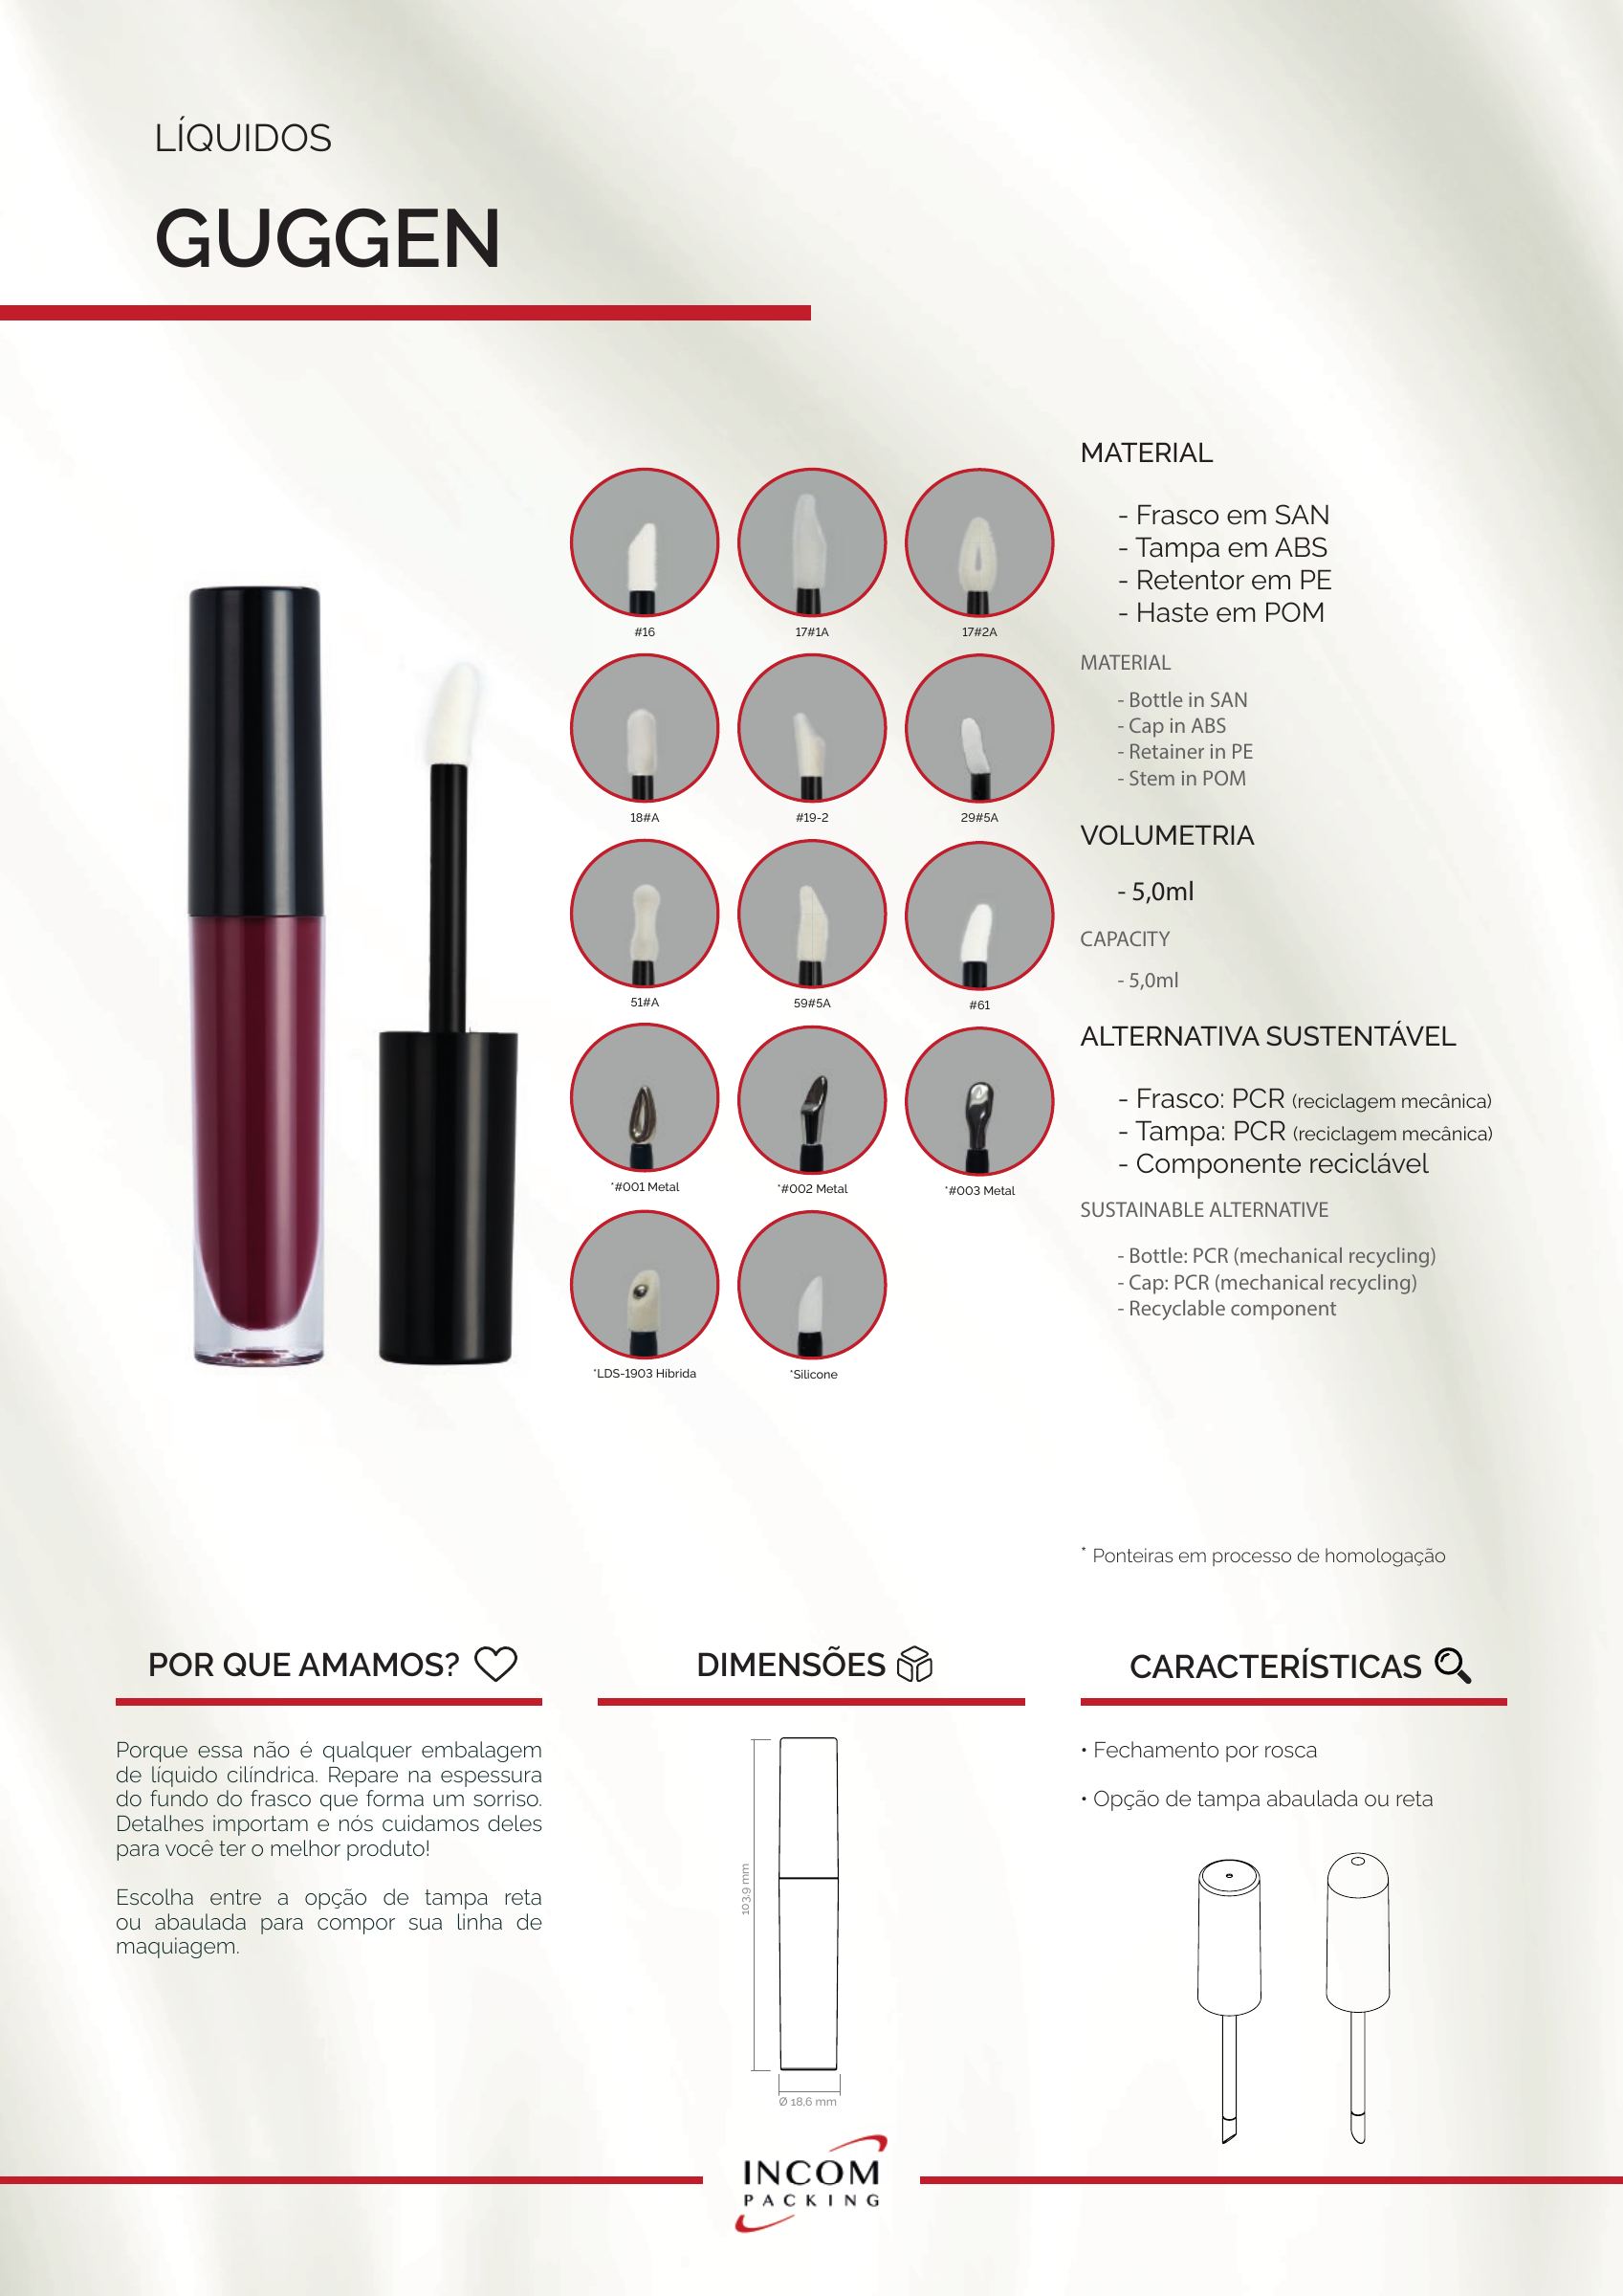 LÍQUIDOS
GUGGEN
#16
17#1A
17#2A
18#A
#19-2
29#5A
51#A
59#5A
#61
*#001 Metal
*#002 Metal
*#003 Metal
*LDS-1903 Híbrida
*Silicone
MATERIAL
- Frasco em SAN
- Tampa em ABS
- Retentor em PE
- Haste em POM
MATERIAL
- Bottle in SAN
- Cap in ABS
- Retainer in PE
- Stem in POM
VOLUMETRIA
- 5,0ml
CAPACITY
- 5,0ml
ALTERNATIVA SUSTENTÁVEL
- Frasco: PCR (reciclagem mecânica)
- Tampa: PCR (reciclagem mecânica)
- Componente reciclável
SUSTAINABLE ALTERNATIVE
- Bottle: PCR (mechanical recycling)
- Cap: PCR (mechanical recycling)
- Recyclable component
* Ponteiras em processo de homologação
POR QUE AMAMOS?
Porque essa não é qualquer embalagem
de líquido cilíndrica. Repare na espessura
do fundo do frasco que forma um sorriso.
Detalhes importam e nós cuidamos deles
para você ter o melhor produto!
Escolha entre a opção de tampa reta
ou abaulada para compor sua linha de
maquiagem.
DIMENSÕES
103,9 mm
Ø 18,6 mm
CARACTERÍSTICAS
• Fechamento por rosca
• Opção de tampa abaulada ou reta
INCOM
PACKING